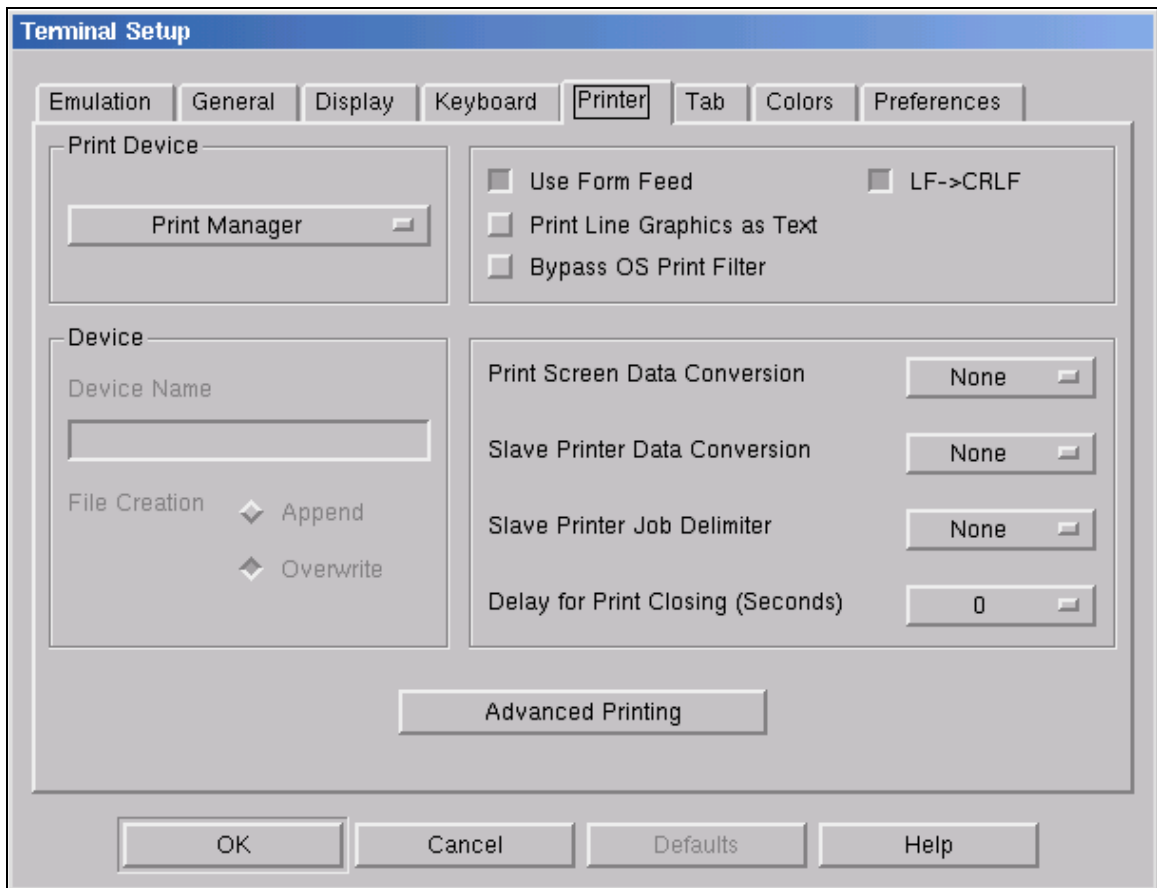 Terminal Setup
Emulation General Display Keyboard Printer Tab Colors Preferences
Print Device
Print Manager
Use Form Feed
LF->CRLF
Print Line Graphics as Text
Bypass OS Print Filter
Device
Device Name
File Creation
Append
Overwrite
Print Screen Data Conversion
None
Slave Printer Data Conversion
None
Slave Printer Job Delimiter
None
Delay for Print Closing (Seconds)
0
Advanced Printing
OK Cancel Defaults Help